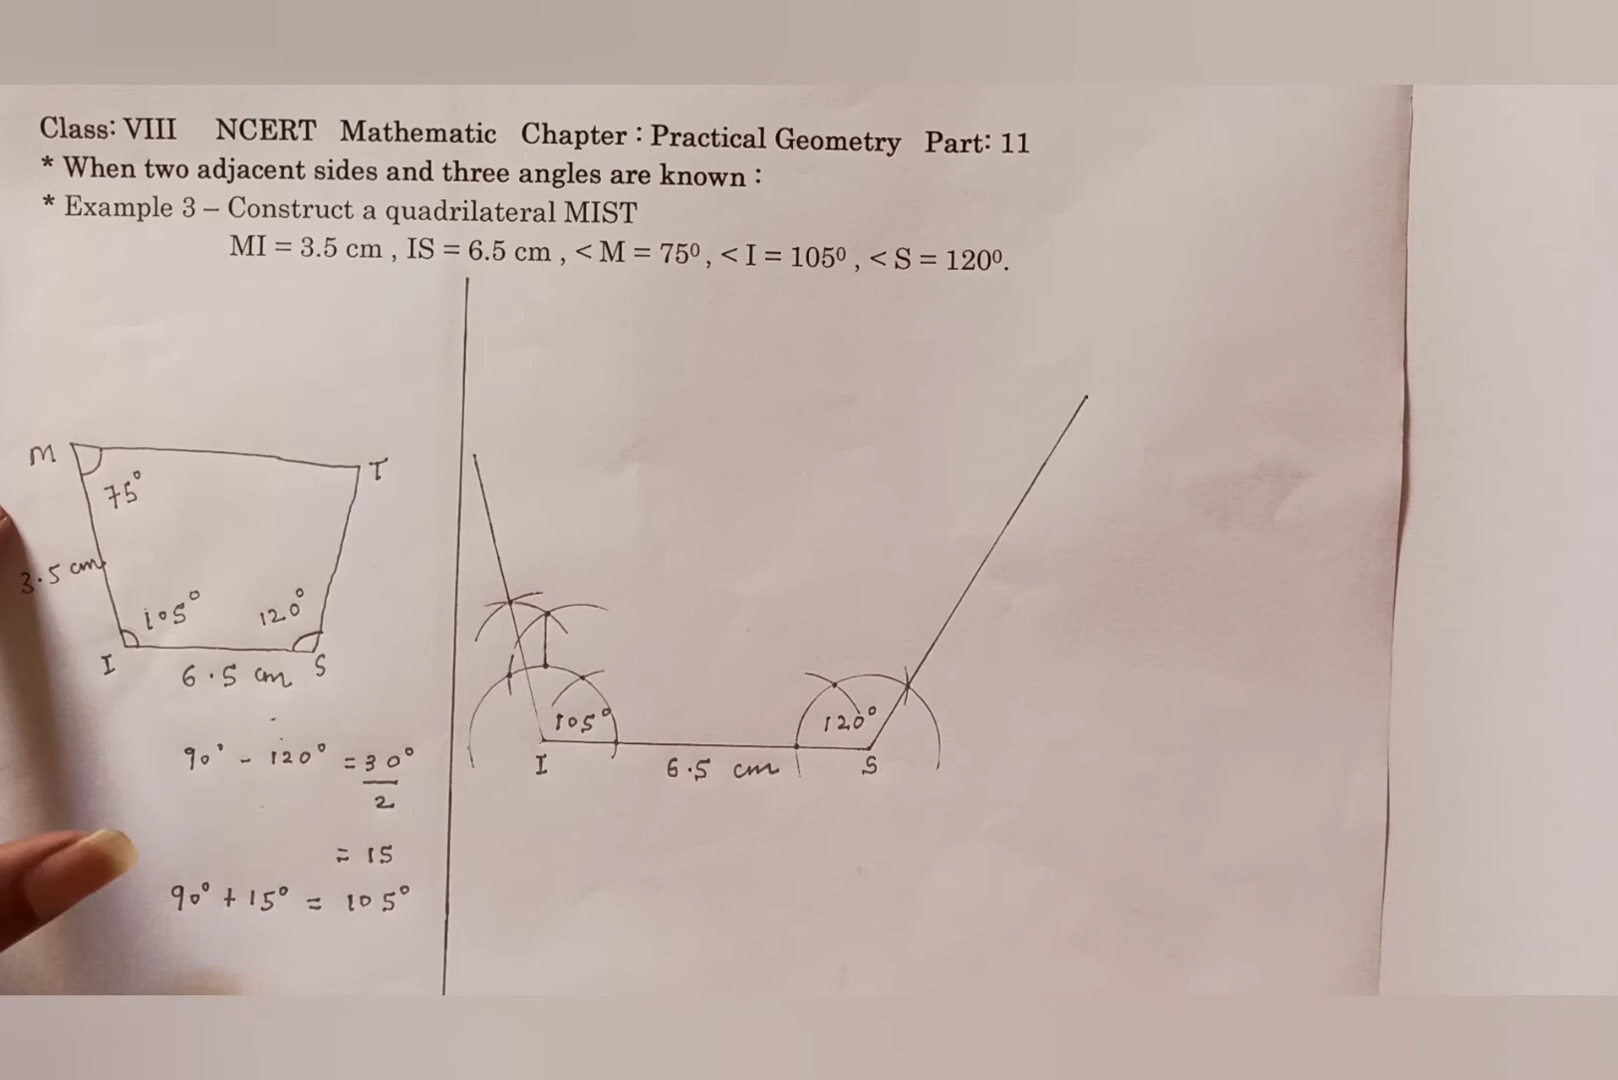 Class: VIII NCERT Mathematic Chapter : Practical Geometry Part: 11
* When two adjacent sides and three angles are known :
* Example 3 – Construct a quadrilateral MIST
MI = 3.5 cm , IS = 6.5 cm , < M = 75⁰ , < I = 105⁰ , < S = 120⁰.
M
T
75°
3.5 cm
105° 120°
I 6.5 cm S
90° - 120° = 30°
2
= 15
90° + 15° = 105°
105° 120°
I 6.5 cm S